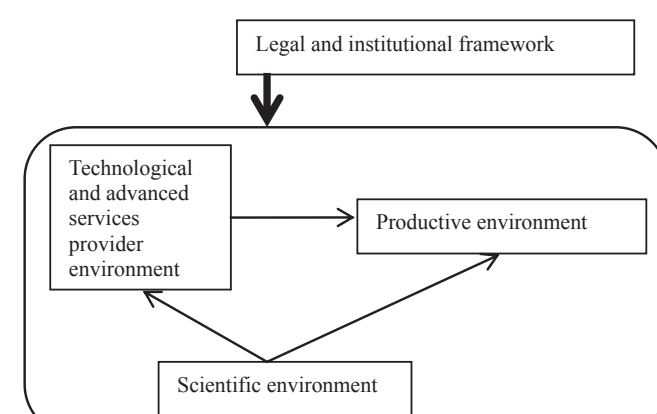 Legal and institutional framework
Technological
and advanced
services
provider
environment
Productive environment
Scientific environment